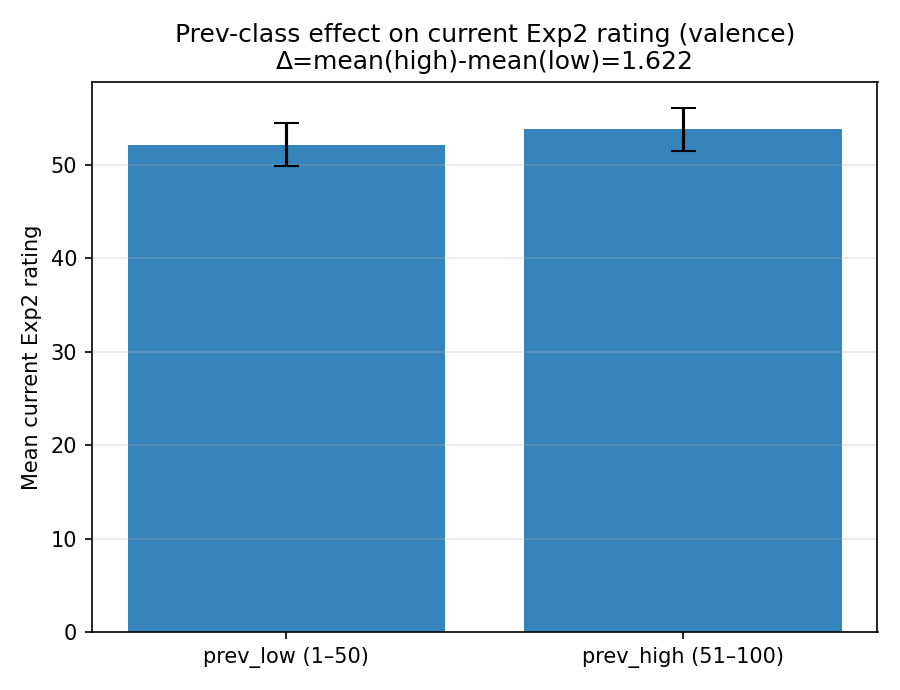 Prev-class effect on current Exp2 rating (valence)
Δ=mean(high)-mean(low)=1.622
Mean current Exp2 rating
50
40
30
20
10
0
prev_low (1–50)
prev_high (51–100)